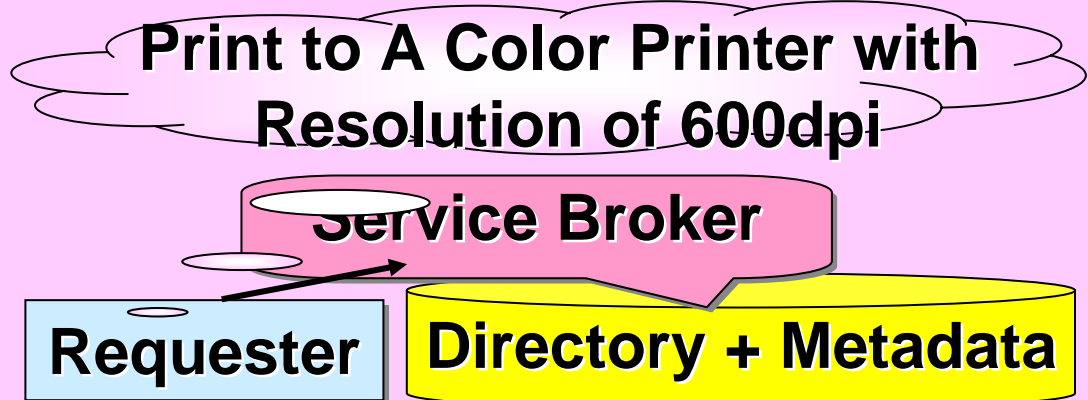 Print to A Color Printer with
Resolution of 600dpi
Service Broker
Requester
Directory + Metadata